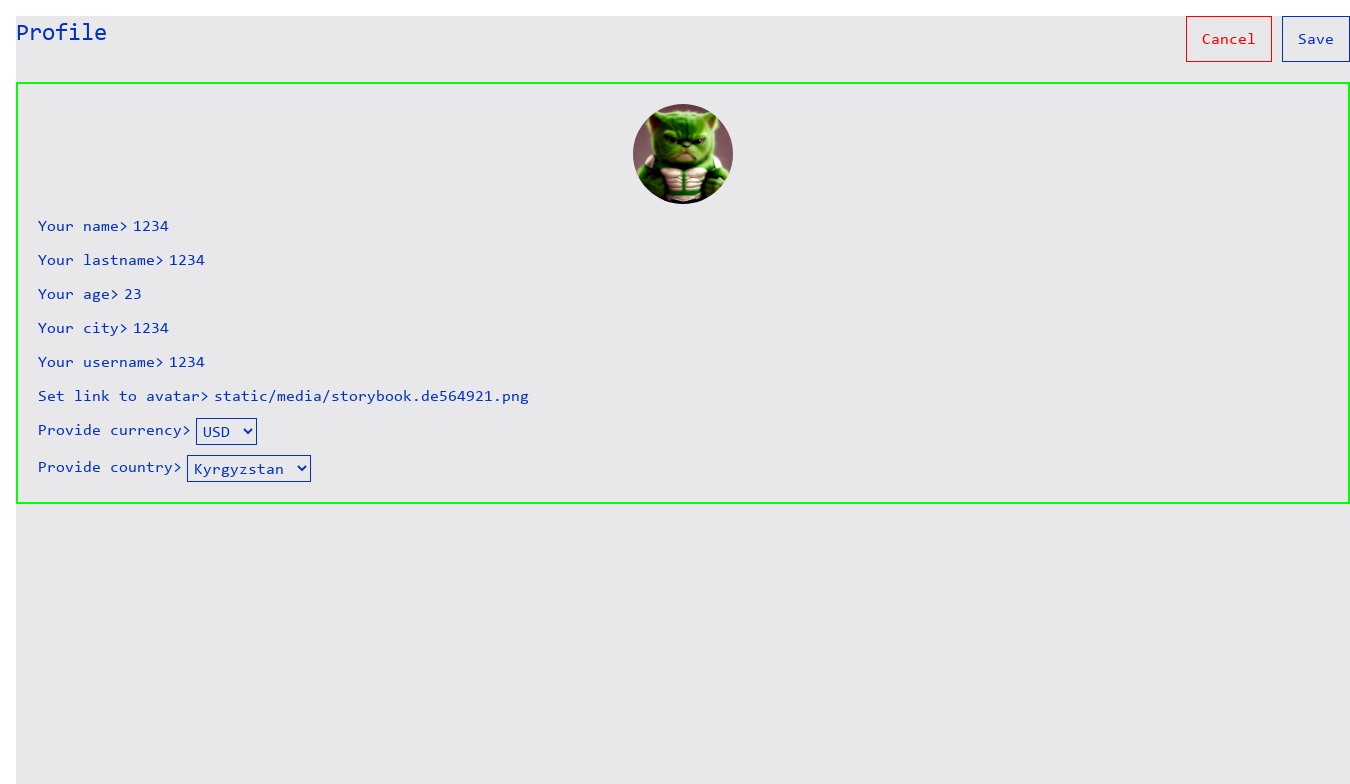 Profile
Cancel
Save
Your name> 1234
Your lastname> 1234
Your age> 23
Your city> 1234
Your username> 1234
Set link to avatar> static/media/storybook.de564921.png
Provide currency> USD
Provide country> Kyrgyzstan